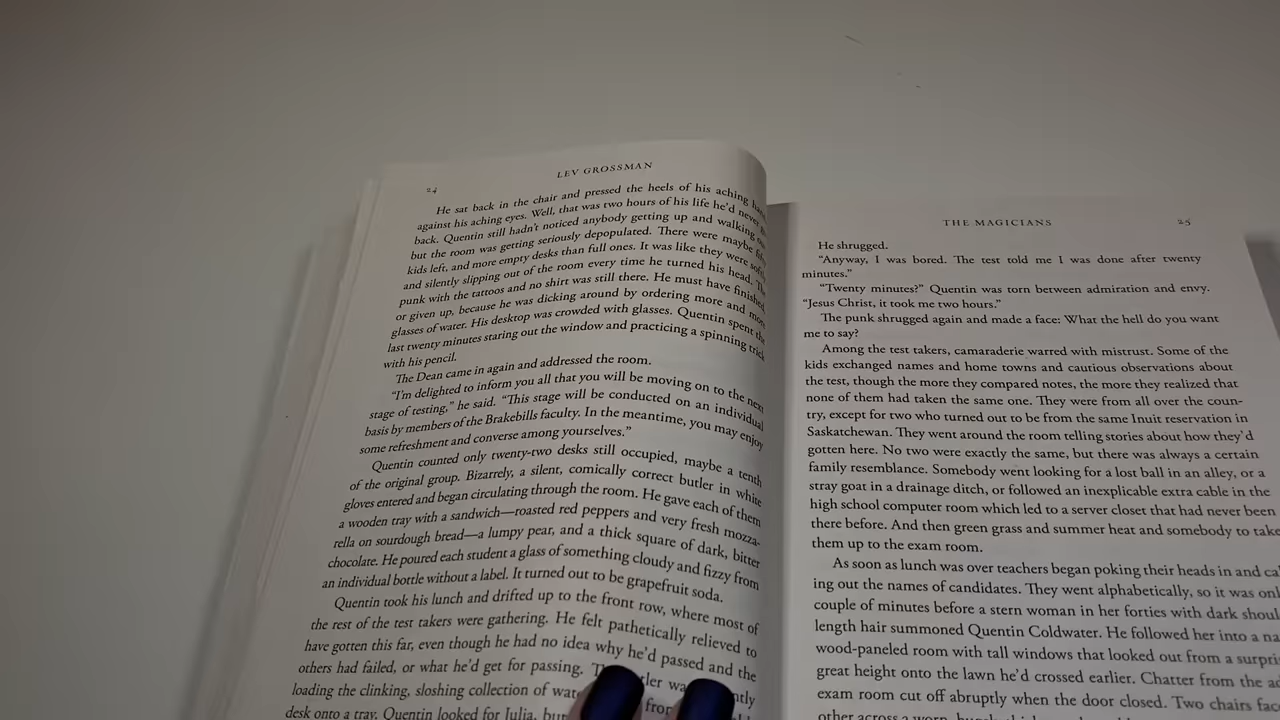 24
LEV GROSSMAN
He sat back in the chair and pressed the heels of his aching
against his aching eyes. Well, that was two hours of his life he'd never
back. Quentin still hadn't noticed anybody getting up and walking
but the room was getting seriously depopulated. There were maybe
kids left, and more empty desks than full ones. It was like they were
and silently slipping out of the room every time he turned his head.
punk with the tattoos and no shirt was still there. He must have finished,
or given up, because he was dicking around by ordering more and more
glasses of water. His desktop was crowded with glasses. Quentin spent the
last twenty minutes staring out the window and practicing a spinning trick
with his pencil.
The Dean came in again and addressed the room.
"I'm delighted to inform you all that you will be moving on to the next
stage of testing," he said. "This stage will be conducted on an individual
basis by members of the Brakebills faculty. In the meantime, you may enjoy
some refreshment and converse among yourselves."
Quentin counted only twenty-two desks still occupied, maybe a tenth
of the original group. Bizarrely, a silent, comically correct butler in white
gloves entered and began circulating through the room. He gave each of them
a wooden tray with a sandwich—roasted red peppers and very fresh mozza-
rella on sourdough bread—a lumpy pear, and a thick square of dark, bitter
chocolate. He poured each student a glass of something cloudy and fizzy from
an individual bottle without a label. It turned out to be grapefruit soda.
Quentin took his lunch and drifted up to the front row, where most of
the rest of the test takers were gathering. He felt pathetically relieved to
have gotten this far, even though he had no idea why he'd passed and the
others had failed, or what he'd get for passing.
loading the clinking, sloshing collection of
desk onto a tray. Quentin looked for Julia,
THE MAGICIANS
25
He shrugged.
"Anyway, I was bored. The test told me I was done after twenty
minutes."
"Twenty minutes?" Quentin was torn between admiration and envy.
"Jesus Christ, it took me two hours."
The punk shrugged again and made a face: What the hell do you want
me to say?
Among the test takers, camaraderie warred with mistrust. Some of the
kids exchanged names and home towns and cautious observations about
the test, though the more they compared notes, the more they realized that
none of them had taken the same one. They were from all over the coun-
try, except for two who turned out to be from the same Inuit reservation in
Saskatchewan. They went around the room telling stories about how they'd
gotten here. No two were exactly the same, but there was always a certain
family resemblance. Somebody went looking for a lost ball in an alley, or a
stray goat in a drainage ditch, or followed an inexplicable extra cable in the
high school computer room which led to a server closet that had never been
there before. And then green grass and summer heat and somebody to take
them up to the exam room.
As soon as lunch was over teachers began poking their heads in and
ing out the names of candidates. They went alphabetically, so it was
couple of minutes before a stern woman in her forties with dark
length hair summoned Quentin Coldwater. He followed her into a
wood-paneled room with tall windows that looked out from a
great height onto the lawn he'd crossed earlier. Chatter from the
exam room cut off abruptly when the door closed. Two chairs
other across a worn,